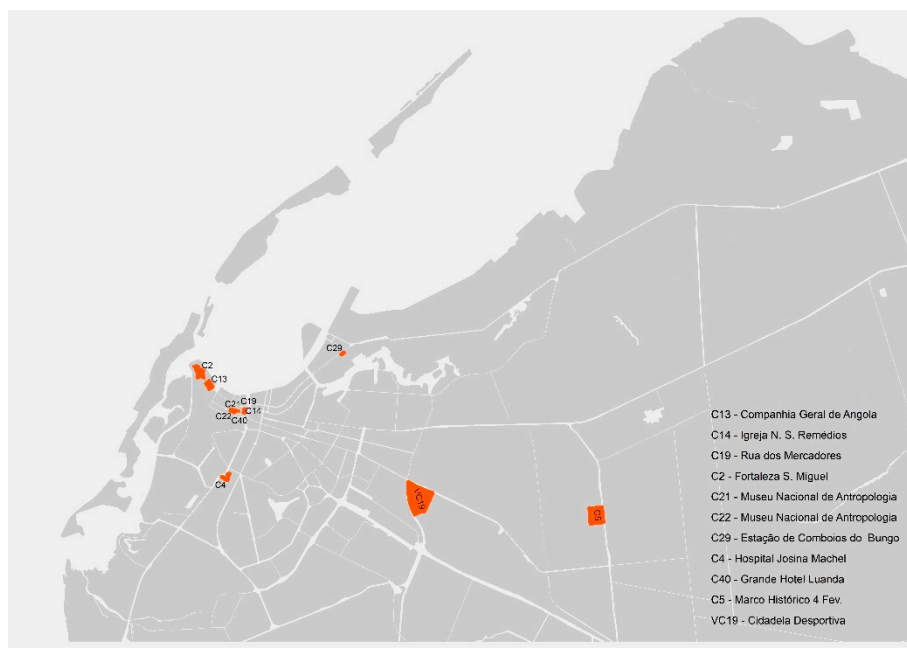 C29
C2
C13
C2
C19
C22
C14
C40
C4
VC19
C5
C13 - Companhia Geral de Angola
C14 - Igreja N. S. Remédios
C19 - Rua dos Mercadores
C2 - Fortaleza S. Miguel
C21 - Museu Nacional de Antropologia
C22 - Museu Nacional de Antropologia
C29 - Estação de Comboios do Bungo
C4 - Hospital Josina Machel
C40 - Grande Hotel Luanda
C5 - Marco Histórico 4 Fev.
VC19 - Cidadela Desportiva